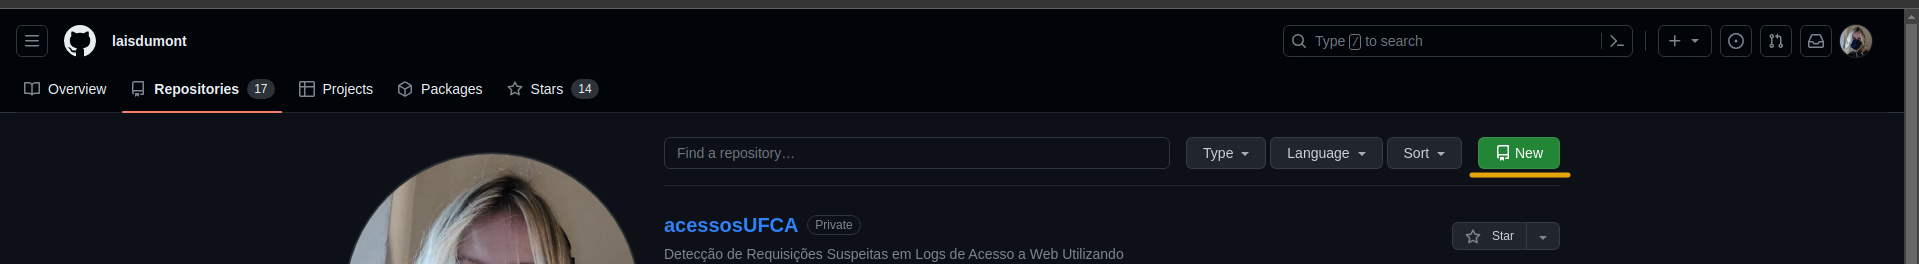 laisdumont
Type / to search
Overview
Repositories 17
Projects
Packages
Stars 14
Find a repository…
Type
Language
Sort
New
acessosUFCA Private
Star
Detecção de Requisições Suspeitas em Logs de Acesso a Web Utilizando